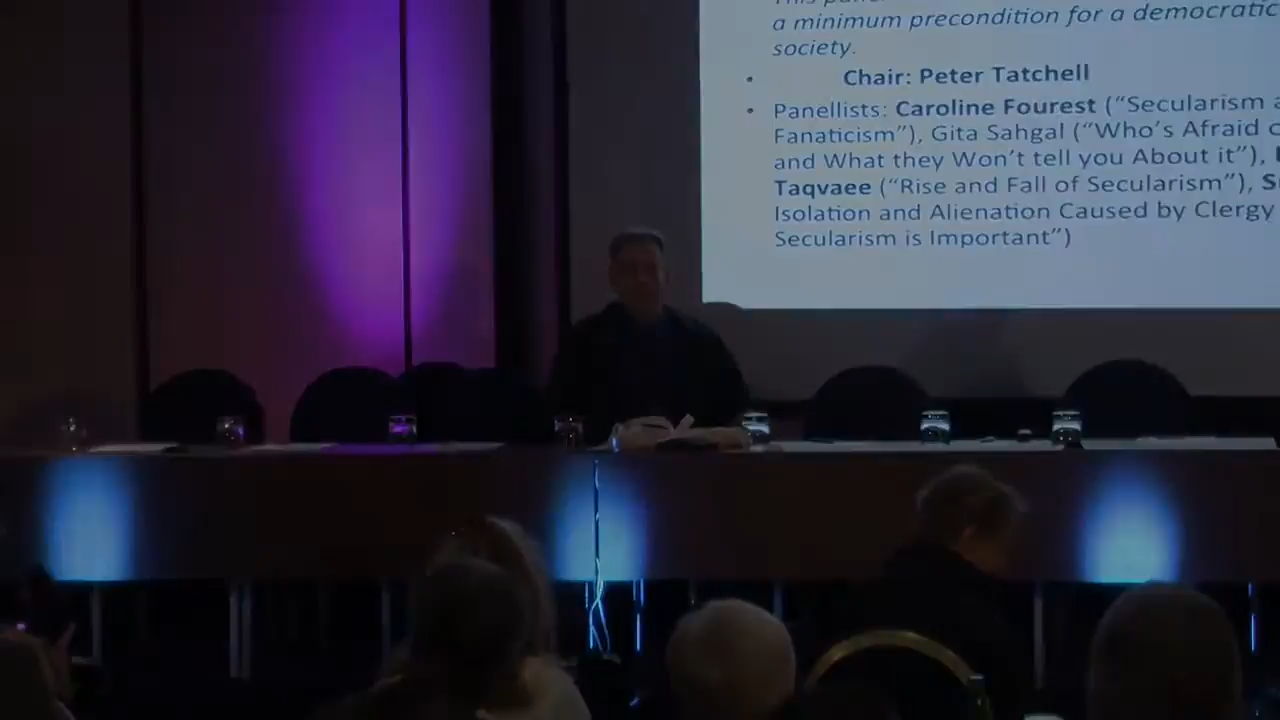 This pane
a minimum precondition for a democratic
society.
• Chair: Peter Tatchell
• Panellists: Caroline Fourest (“Secularism a
Fanaticism”), Gita Sahgal (“Who’s Afraid o
and What they Won’t tell you About it”),
Taqvaee (“Rise and Fall of Secularism”), S
Isolation and Alienation Caused by Clergy
Secularism is Important”)